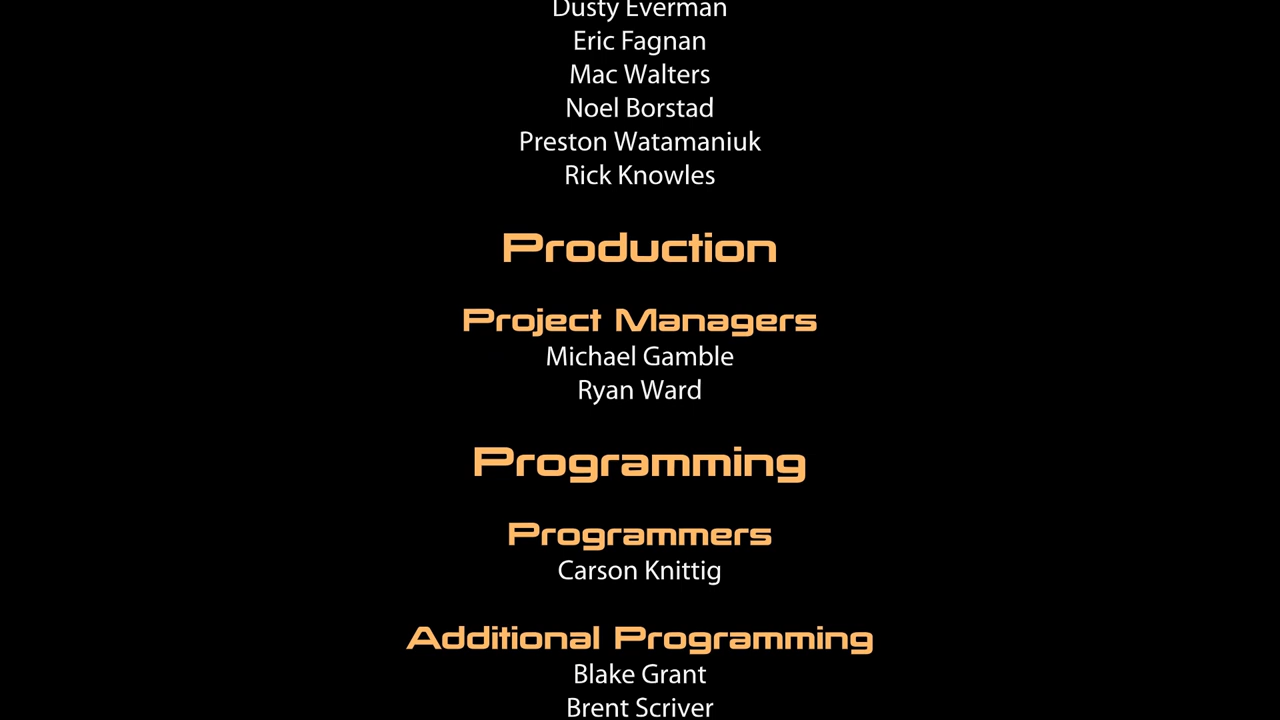 Dusty Everman
Eric Fagnan
Mac Walters
Noel Borstad
Preston Watamaniuk
Rick Knowles
Production
Project Managers
Michael Gamble
Ryan Ward
Programming
Programmers
Carson Knittig
Additional Programming
Blake Grant
Brent Scriver